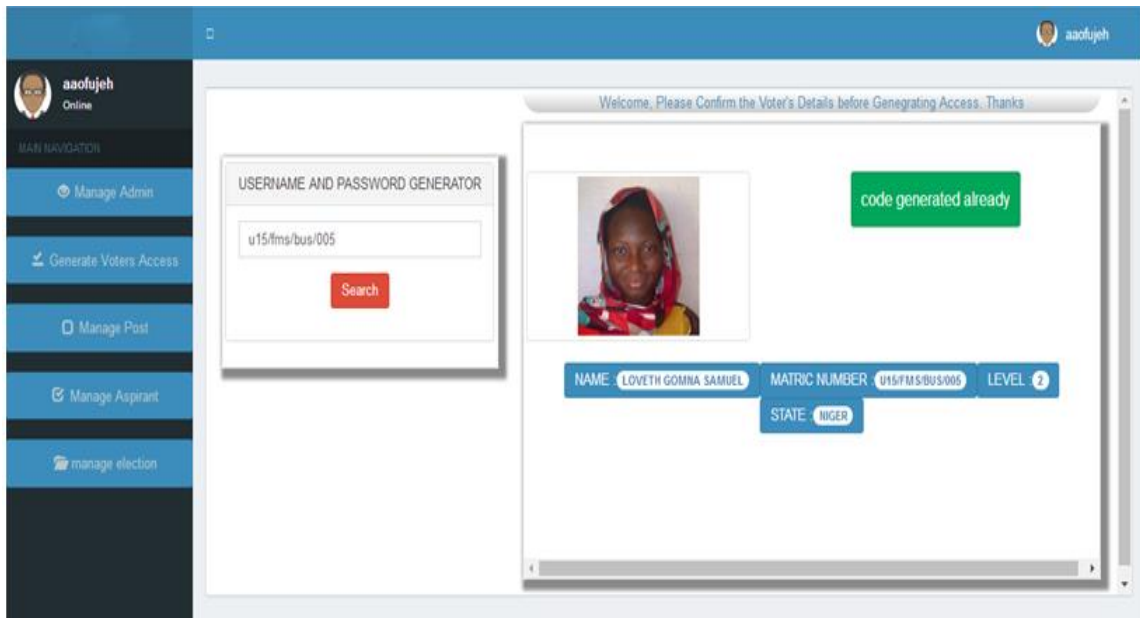 aaofujeh
aaofujeh
Online
MAIN NAVIGATION
Manage Admin
Generate Voters Access
Manage Post
Manage Aspirant
manage election
Welcome, Please Confirm the Voter's Details before Genegrating Access. Thanks
USERNAME AND PASSWORD GENERATOR
u15/fms/bus/005
Search
code generated already
NAME : LOVETH GOMNA SAMUEL MATRIC NUMBER : U15/FMS/BUS/005 LEVEL : 2
STATE : NIGER